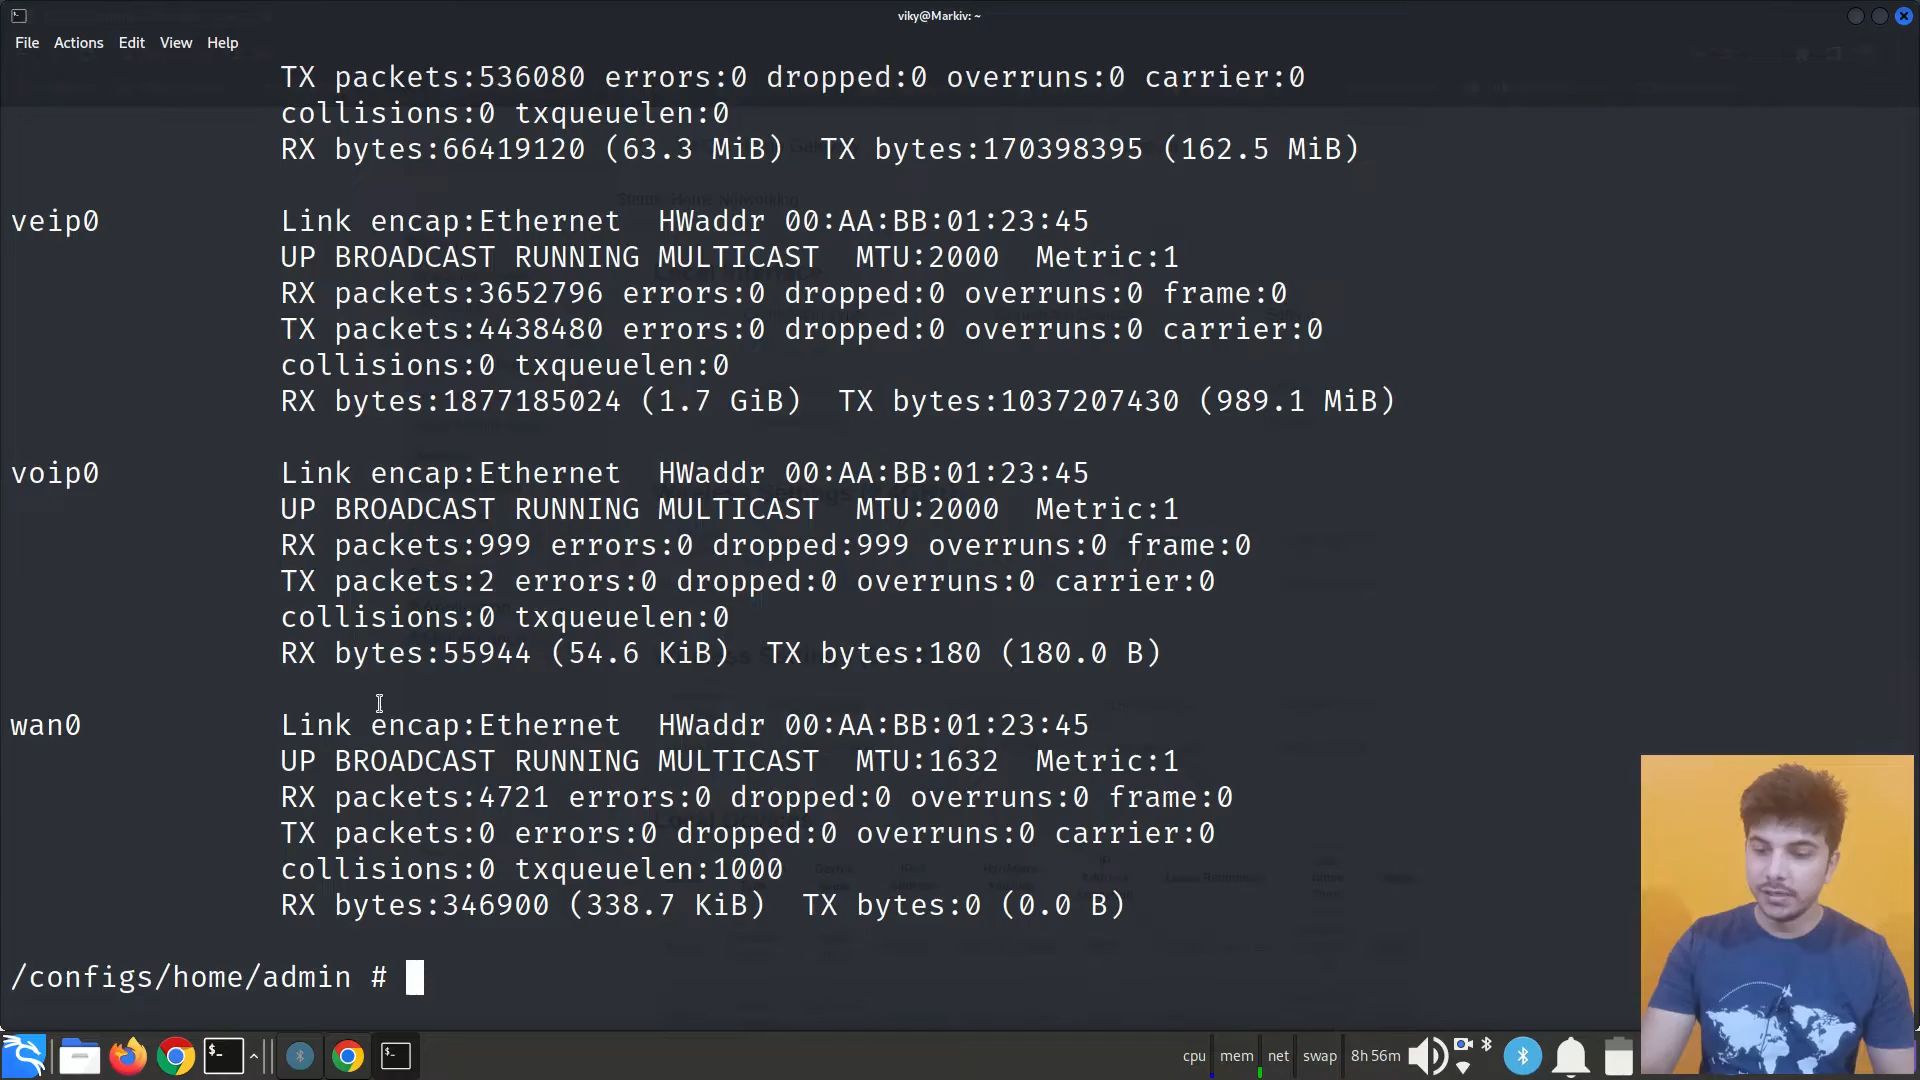 viky@Markiv: ~
File Actions Edit View Help
TX packets:536080 errors:0 dropped:0 overruns:0 carrier:0
collisions:0 txqueuelen:0
RX bytes:66419120 (63.3 MiB) TX bytes:170398395 (162.5 MiB)
veip0 Link encap:Ethernet HWaddr 00:AA:BB:01:23:45
UP BROADCAST RUNNING MULTICAST MTU:2000 Metric:1
RX packets:3652796 errors:0 dropped:0 overruns:0 frame:0
TX packets:4438480 errors:0 dropped:0 overruns:0 carrier:0
collisions:0 txqueuelen:0
RX bytes:1877185024 (1.7 GiB) TX bytes:1037207430 (989.1 MiB)
voip0 Link encap:Ethernet HWaddr 00:AA:BB:01:23:45
UP BROADCAST RUNNING MULTICAST MTU:2000 Metric:1
RX packets:999 errors:0 dropped:999 overruns:0 frame:0
TX packets:2 errors:0 dropped:0 overruns:0 carrier:0
collisions:0 txqueuelen:0
RX bytes:55944 (54.6 KiB) TX bytes:180 (180.0 B)
wan0 Link encap:Ethernet HWaddr 00:AA:BB:01:23:45
UP BROADCAST RUNNING MULTICAST MTU:1632 Metric:1
RX packets:4721 errors:0 dropped:0 overruns:0 frame:0
TX packets:0 errors:0 dropped:0 overruns:0 carrier:0
collisions:0 txqueuelen:1000
RX bytes:346900 (338.7 KiB) TX bytes:0 (0.0 B)
/configs/home/admin #
cpu mem net swap 8h 56m